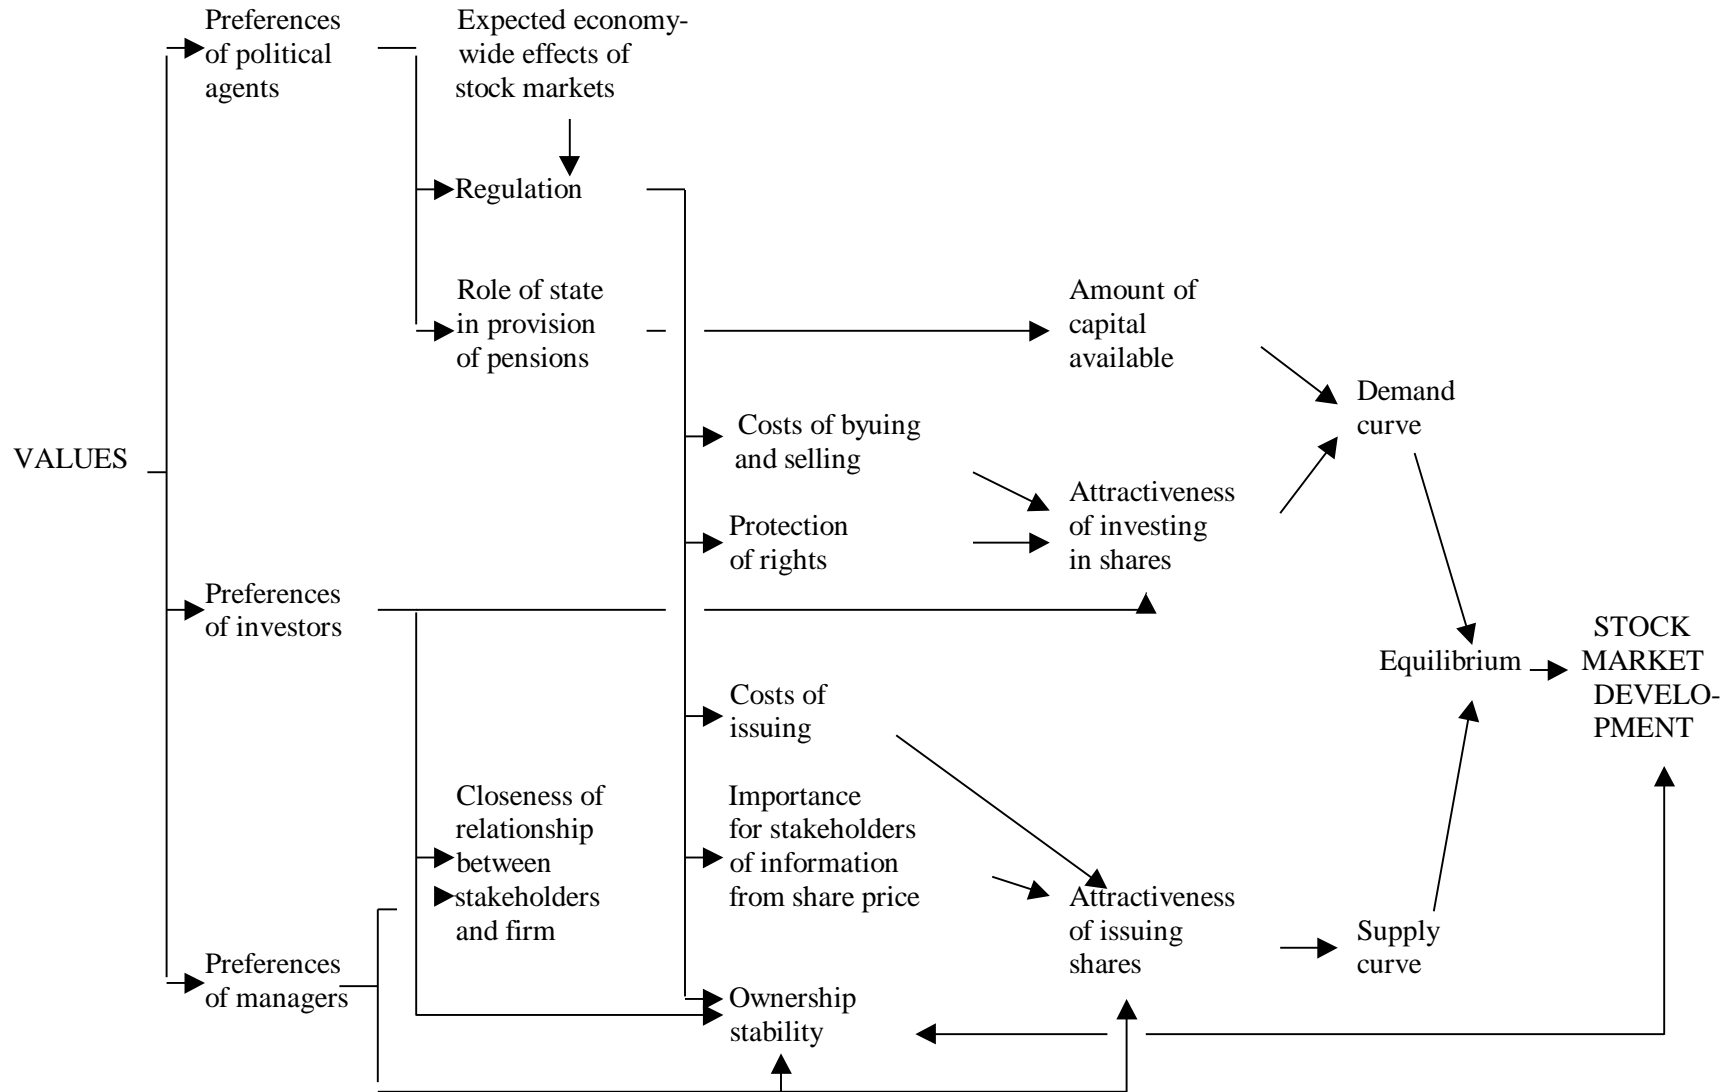 Preferences
of political
agents
Expected economy-
wide effects of
stock markets
Regulation
Role of state
in provision
of pensions
Amount of
capital
available
Demand
curve
Costs of byuing
and selling
VALUES
Attractiveness
of investing
in shares
Protection
of rights
Preferences
of investors
STOCK
MARKET
DEVELO-
PMENT
Equilibrium
Costs of
issuing
Closeness of
relationship
between
stakeholders
and firm
Importance
for stakeholders
of information
from share price
Attractiveness
of issuing
shares
Supply
curve
Preferences
of managers
Ownership
stability